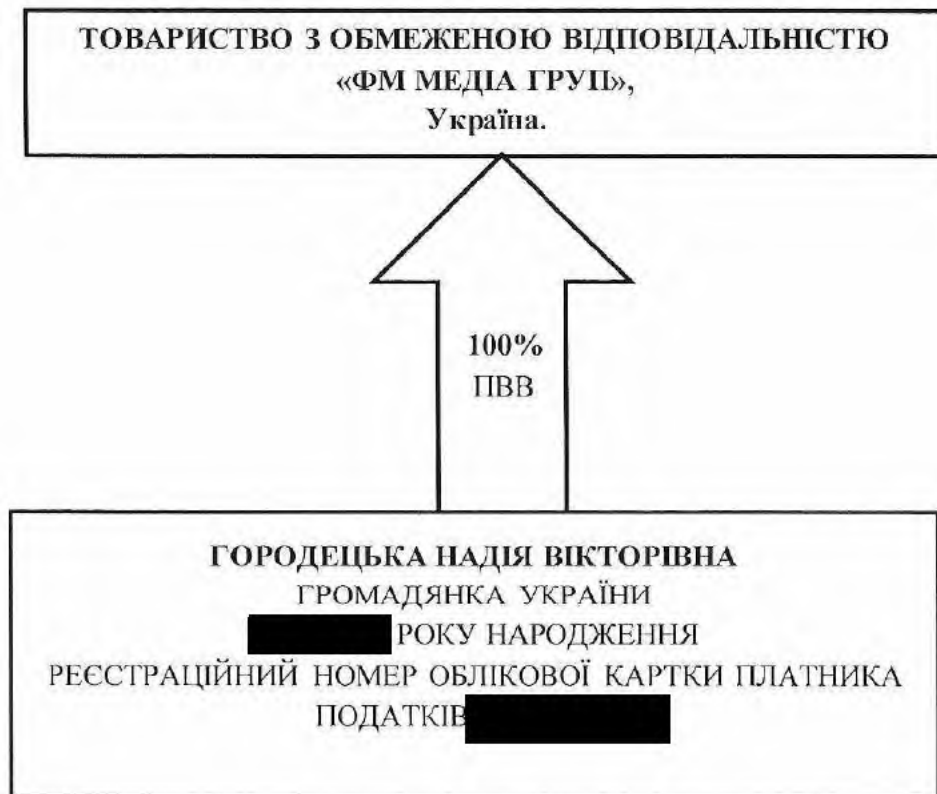 ТОВАРИСТВО З ОБМЕЖЕНОЮ ВІДПОВІДАЛЬНІСТЮ
«ФМ МЕДІА ГРУП»,
Україна.
100%
ПВВ
ГОРОДЕЦЬКА НАДІЯ ВІКТОРІВНА
ГРОМАДЯНКА УКРАЇНИ
РОКУ НАРОДЖЕННЯ
РЕЄСТРАЦІЙНИЙ НОМЕР ОБЛІКОВОЇ КАРТКИ ПЛАТНИКА
ПОДАТКІВ